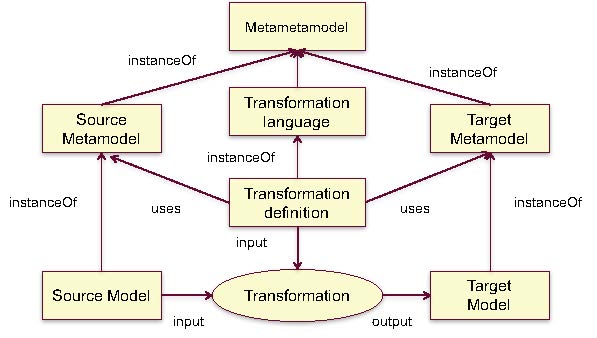 Metametamodel
instanceOf
instanceOf
Source
Metamodel
Transformation
language
Target
Metamodel
instanceOf
instanceOf
uses
Transformation
definition
uses
instanceOf
input
Source Model
Transformation
Target
Model
input
output